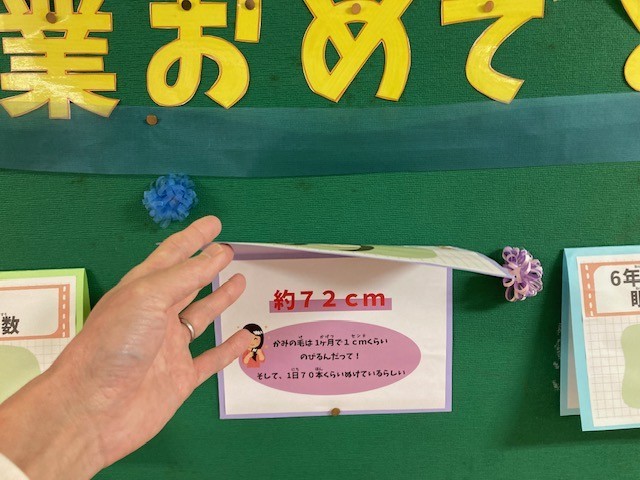 業おめで
約７２ｃｍ
かみの毛は1ヶ月で１ｃｍくらい
のびるんだって！
そして、1日７０本くらいぬけているらしい
数
6年